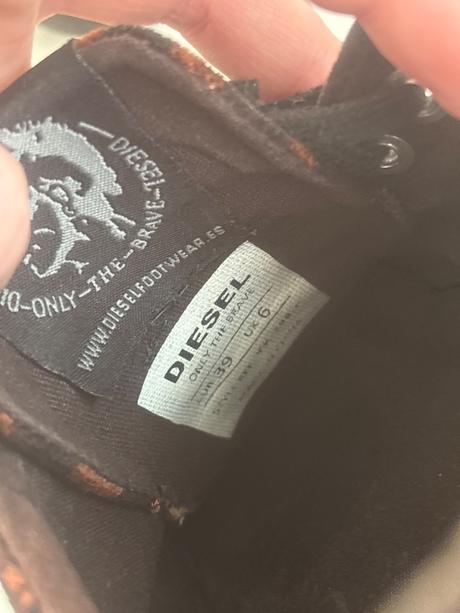 DIESEL
ONLY-THE-BRAVE
WWW.DIESELFOOTWEAR.ES
DIESEL
ONLY THE BRAVE
EUR 39 UK 6